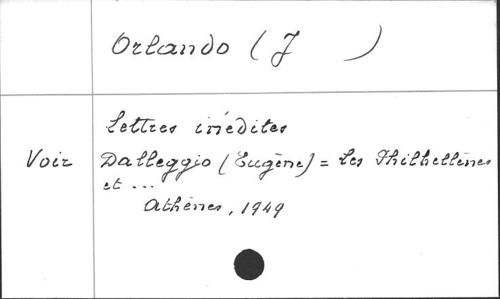 Orlando (J )
Lettres inédites
Voir Dalleggio (Eugène) = Les Philhellènes
et ...
Athènes, 1949